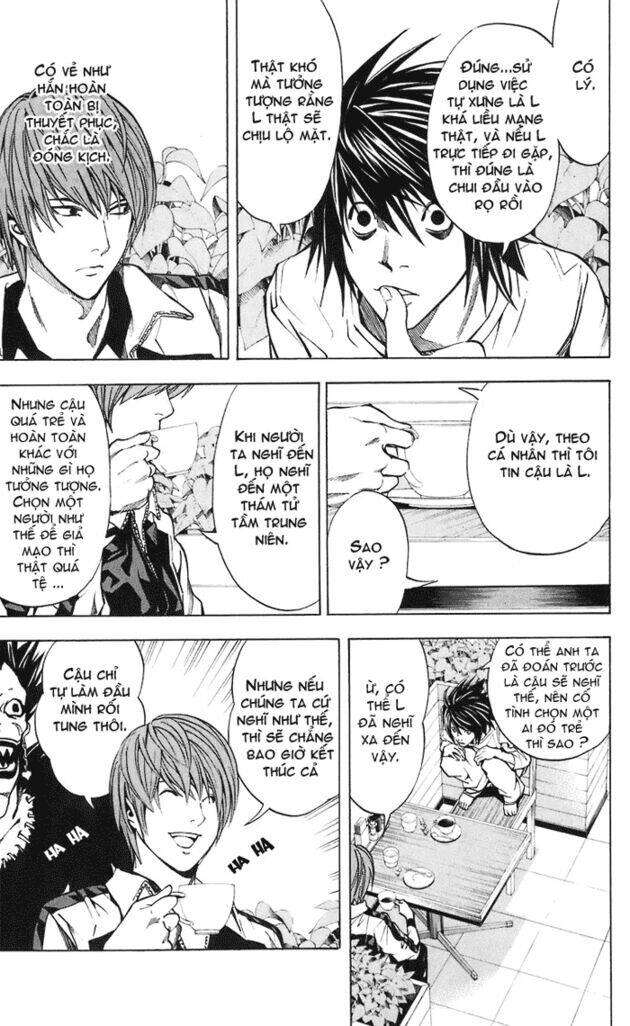 CÓ
LÝ.
ĐÚNG...SỬ
DỤNG VIỆC
TỰ XƯNG LÀ L
KHÁ LIỀU MẠNG
THẬT, VÀ NẾU L
TRỰC TIẾP ĐI GẶP,
THÌ ĐÚNG LÀ
CHUI ĐẦU VÀO
RỌ RỒI
THẬT KHÓ
MÀ TƯỞNG
TƯỢNG RẰNG
L THẬT SẼ
CHỊU LỘ MẶT.
CÓ VẺ NHƯ
HẮN HOÀN
TOÀN BỊ
THUYẾT PHỤC,
CHẮC LÀ
ĐÓNG KỊCH.
DÙ VẬY, THEO
CÁ NHÂN THÌ TÔI
TIN CẬU LÀ L.
SAO
VẬY ?
KHI NGƯỜI
TA NGHĨ ĐẾN
L, HỌ NGHĨ
ĐẾN MỘT
THÁM TỬ
TẦM TRUNG
NIÊN.
NHƯNG CẬU
QUÁ TRẺ VÀ
HOÀN TOÀN
KHÁC VỚI
NHỮNG GÌ HỌ
TƯỞNG TƯỢNG.
CHỌN MỘT
NGƯỜI NHƯ
THẾ ĐỂ GIẢ
MẠO THÌ
THẬT QUÁ
TỆ ...
CÓ THỂ ANH TA
ĐÃ ĐOÁN TRƯỚC
LÀ CẬU SẼ NGHĨ
THẾ, NÊN CỐ
TÌNH CHỌN MỘT
AI ĐÓ TRẺ
THÌ SAO ?
Ừ, CÓ
THỂ L
ĐÃ NGHĨ
XA ĐẾN
VẬY.
NHƯNG NẾU
CHÚNG TA CỨ
NGHĨ NHƯ THẾ,
THÌ SẼ CHẲNG
BAO GIỜ KẾT
THÚC CẢ
CẬU CHỈ
TỰ LÀM ĐẦU
MÌNH RỐI
TUNG THÔI.
HA HA
HA HA